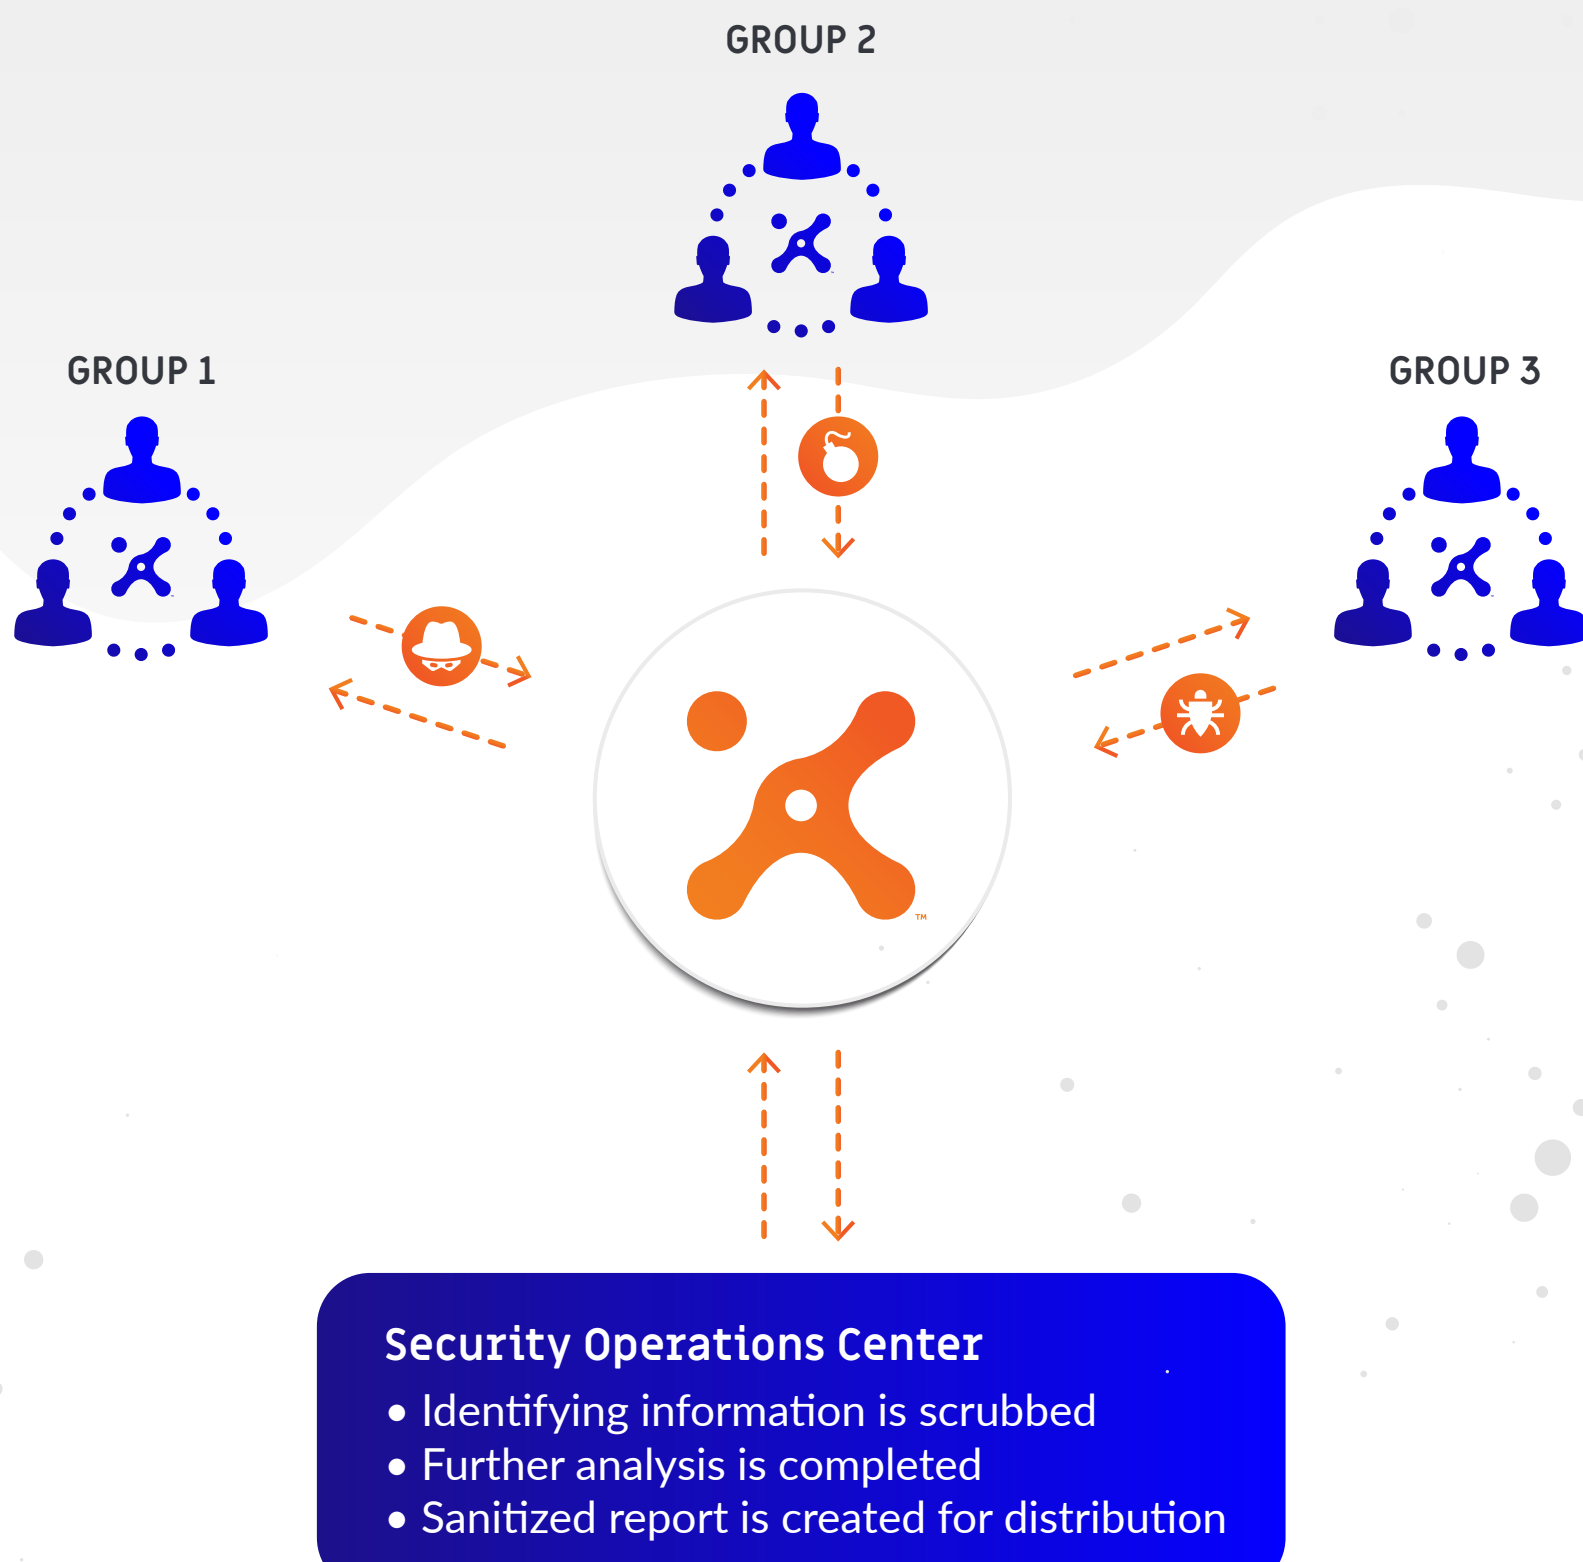 GROUP 2
GROUP 1
GROUP 3
TM
Security Operations Center
• Identifying information is scrubbed
• Further analysis is completed
• Sanitized report is created for distribution